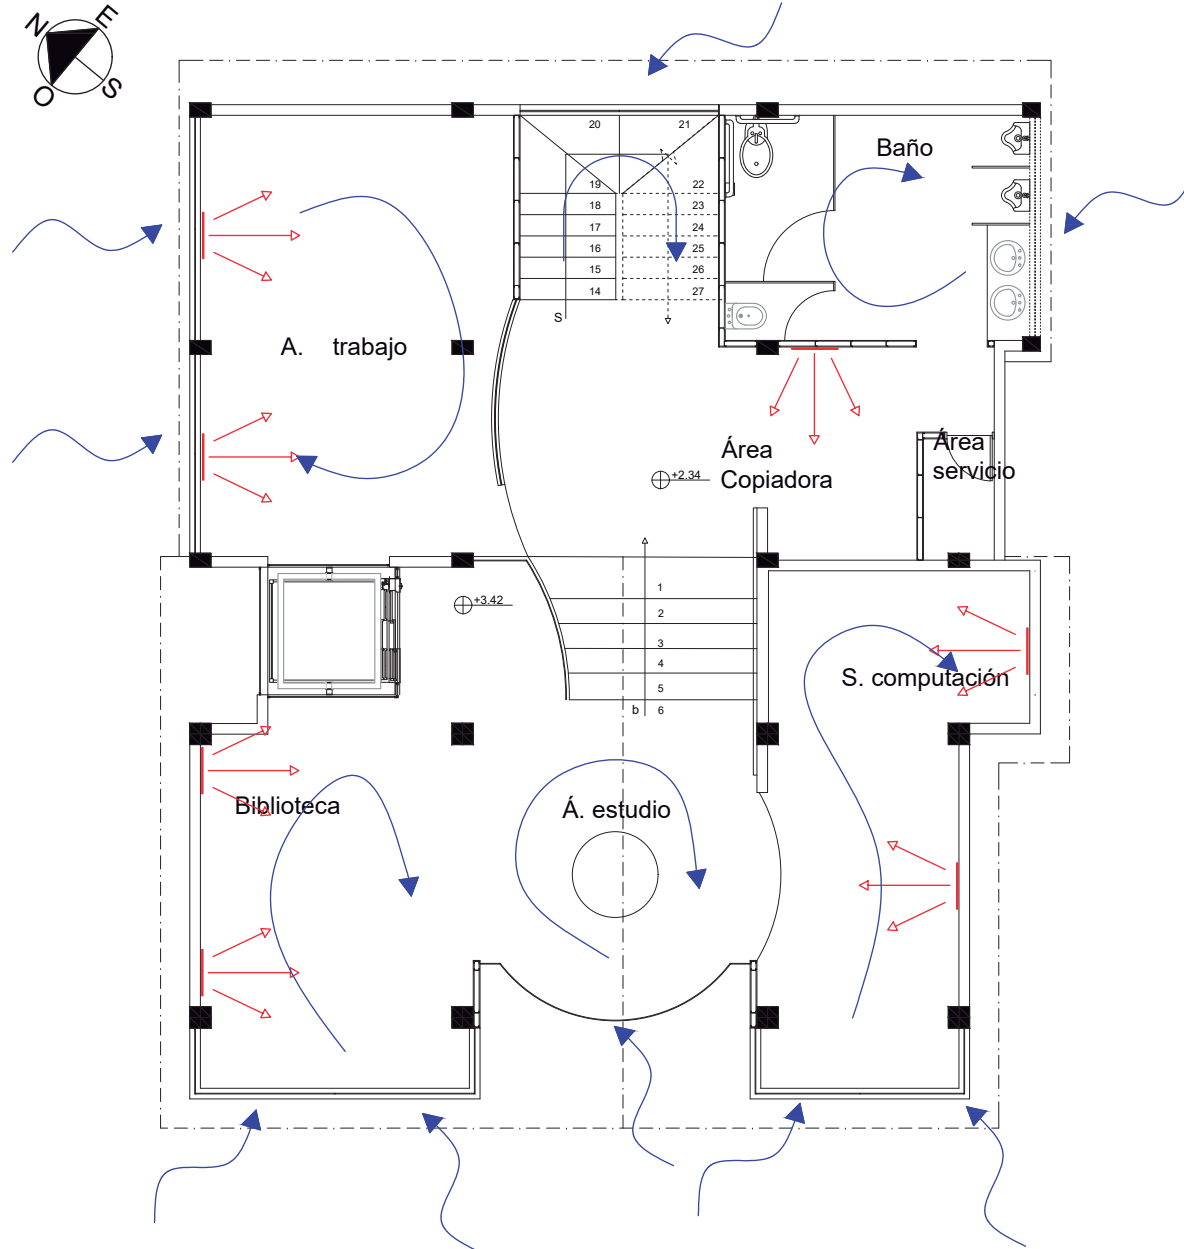 N E
O S
20 21
Baño
19 22
18 23
17 24
16 25
15 26
14 27
S
A. trabajo
Área
Copiadora
Área
servicio
+2.34
+3.42
1
2
3
4
5
b 6
S. computación
Biblioteca
Á. estudio